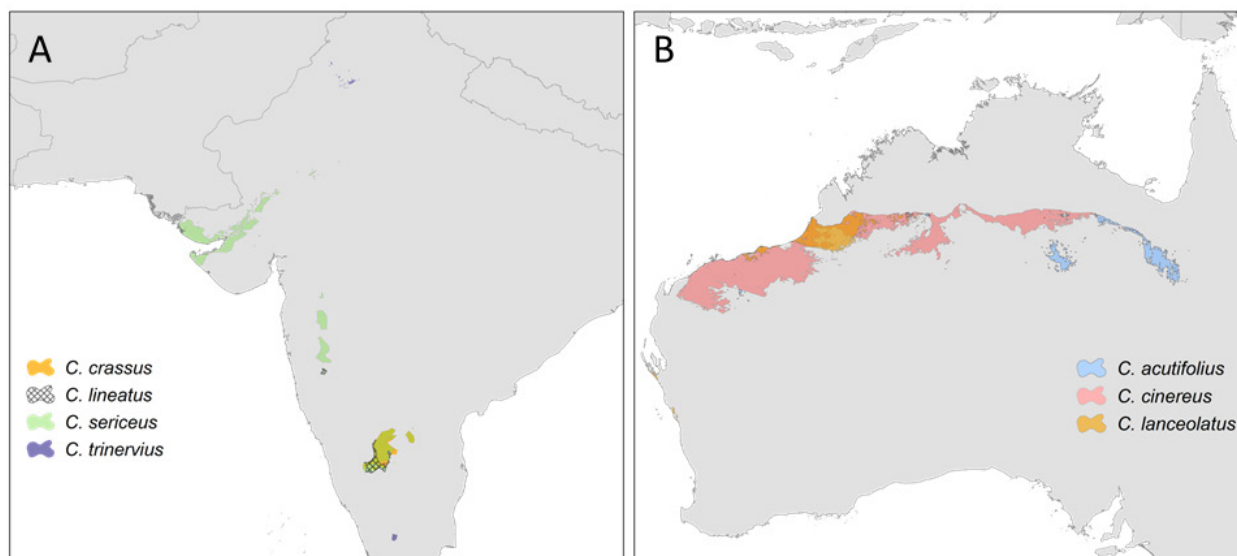 A
C. crassus
C. lineatus
C. sericeus
C. trinervius
B
C. acutifolius
C. cinereus
C. lanceolatus